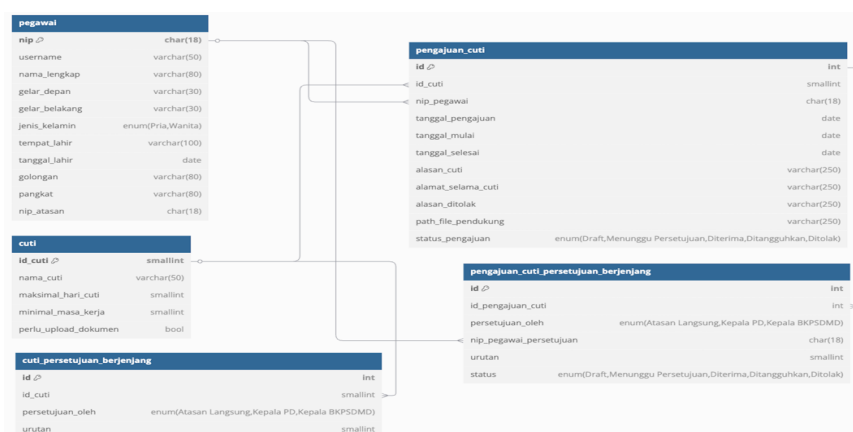 pegawai
nip char(18)
username varchar(50)
nama_lengkap varchar(80)
gelar_depan varchar(30)
gelar_belakang varchar(30)
jenis_kelamin enum(Pria,Wanita)
tempat_lahir varchar(100)
tanggal_lahir date
golongan varchar(80)
pangkat varchar(80)
nip_atasan char(18)
cuti
id_cuti smallint
nama_cuti varchar(50)
maksimal_hari_cuti smallint
minimal_masa_kerja smallint
perlu_upload_dokumen bool
cuti_persetujuan_berjenjang
id int
id_cuti smallint
persetujuan_oleh enum(Atasan Langsung,Kepala PD,Kepala BKPSDMD)
urutan smallint
pengajuan_cuti
id int
id_cuti smallint
nip_pegawai char(18)
tanggal_pengajuan date
tanggal_mulai date
tanggal_selesai date
alasan_cuti varchar(250)
alamat_selama_cuti varchar(250)
alasan_ditolak varchar(250)
path_file_pendukung varchar(250)
status_pengajuan enum(Draft,Menunggu Persetujuan,Diterima,Ditangguhkan,Ditolak)
pengajuan_cuti_persetujuan_berjenjang
id int
id_pengajuan_cuti int
persetujuan_oleh enum(Atasan Langsung,Kepala PD,Kepala BKPSDMD)
nip_pegawai_persetujuan char(18)
urutan smallint
status enum(Draft,Menunggu Persetujuan,Diterima,Ditangguhkan,Ditolak)